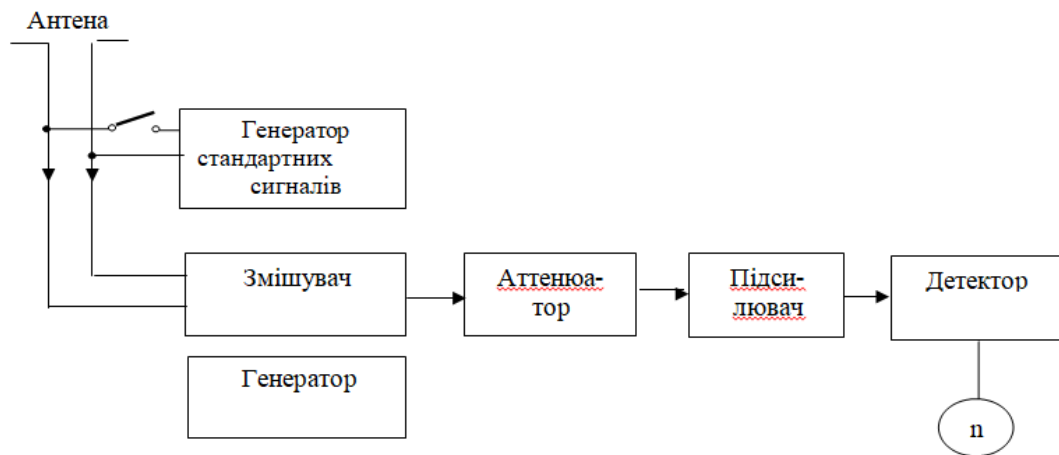 Антена
Генератор
стандартних
сигналів
Змішувач
Аттенюа-
тор
Підси-
лювач
Детектор
Генератор
n